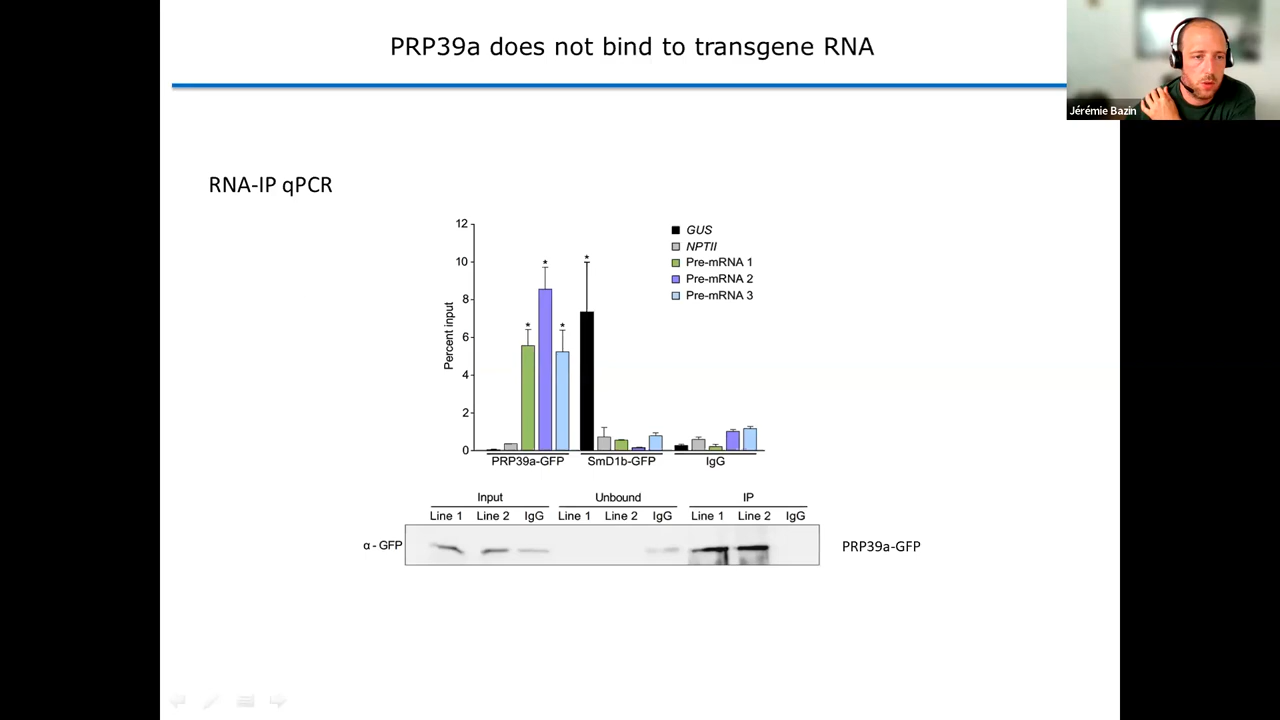 PRP39a does not bind to transgene RNA
Jérémie Bazin
RNA-IP qPCR
12
10
8
6
4
2
0
Percent input
* * * *
GUS
NPTII
Pre-mRNA 1
Pre-mRNA 2
Pre-mRNA 3
PRP39a-GFP SmD1b-GFP IgG
Input Unbound IP
Line 1 Line 2 IgG Line 1 Line 2 IgG Line 1 Line 2 IgG
α - GFP
PRP39a-GFP